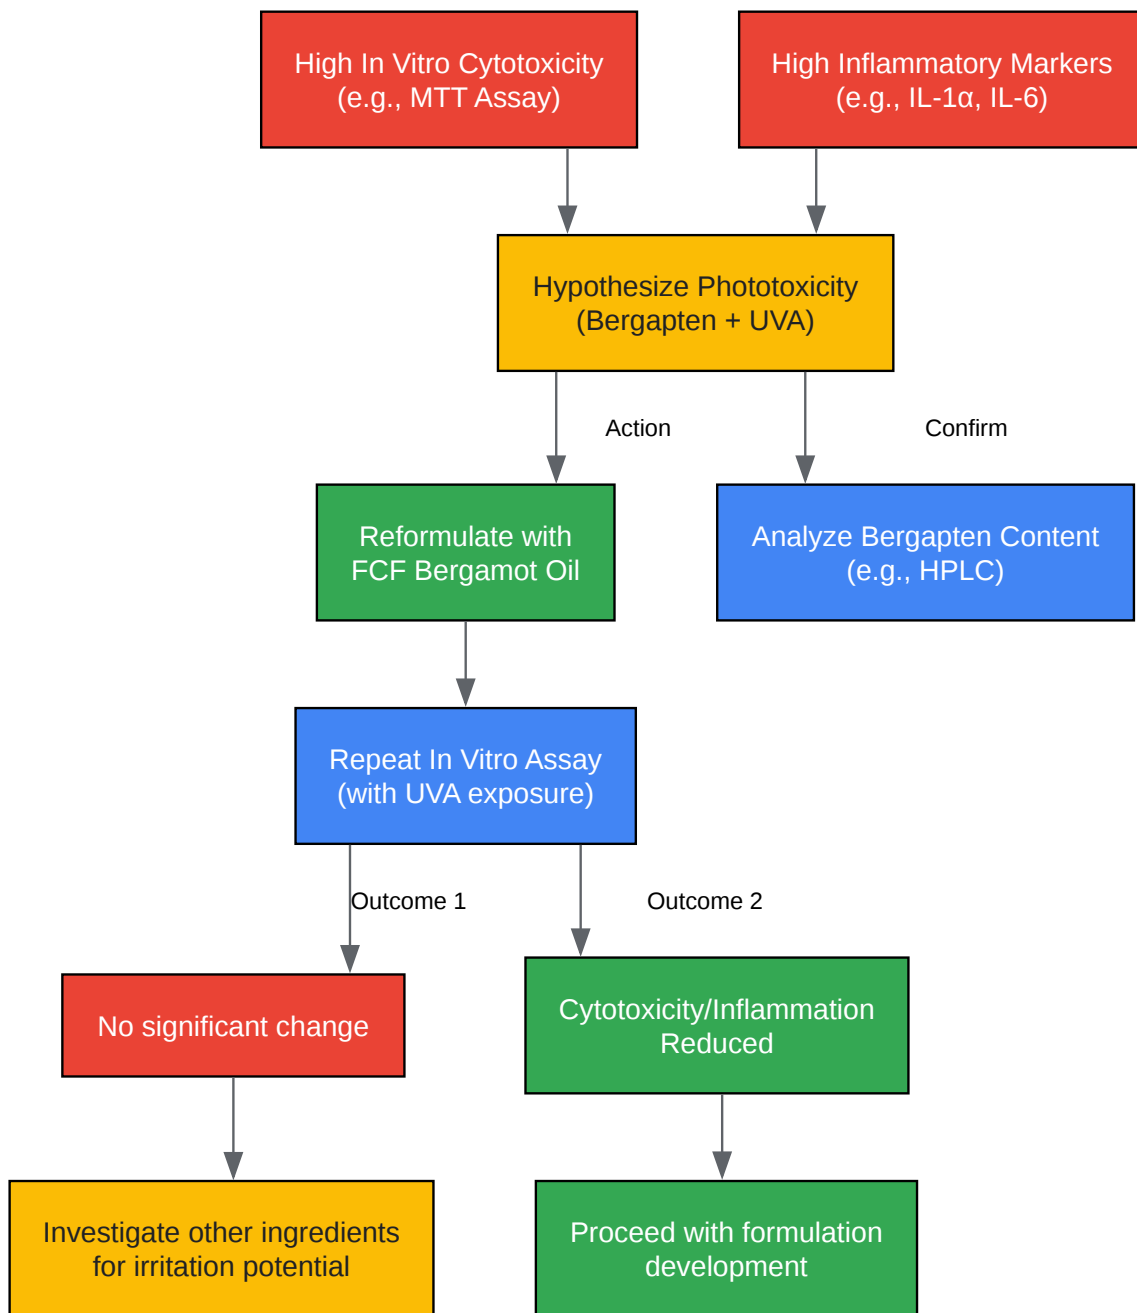 High In Vitro Cytotoxicity
(e.g., MTT Assay)
High Inflammatory Markers
(e.g., IL-1α, IL-6)
Hypothesize Phototoxicity
(Bergapten + UVA)
Action
Confirm
Reformulate with
FCF Bergamot Oil
Analyze Bergapten Content
(e.g., HPLC)
Repeat In Vitro Assay
(with UVA exposure)
Outcome 1
Outcome 2
No significant change
Cytotoxicity/Inflammation
Reduced
Investigate other ingredients
for irritation potential
Proceed with formulation
development